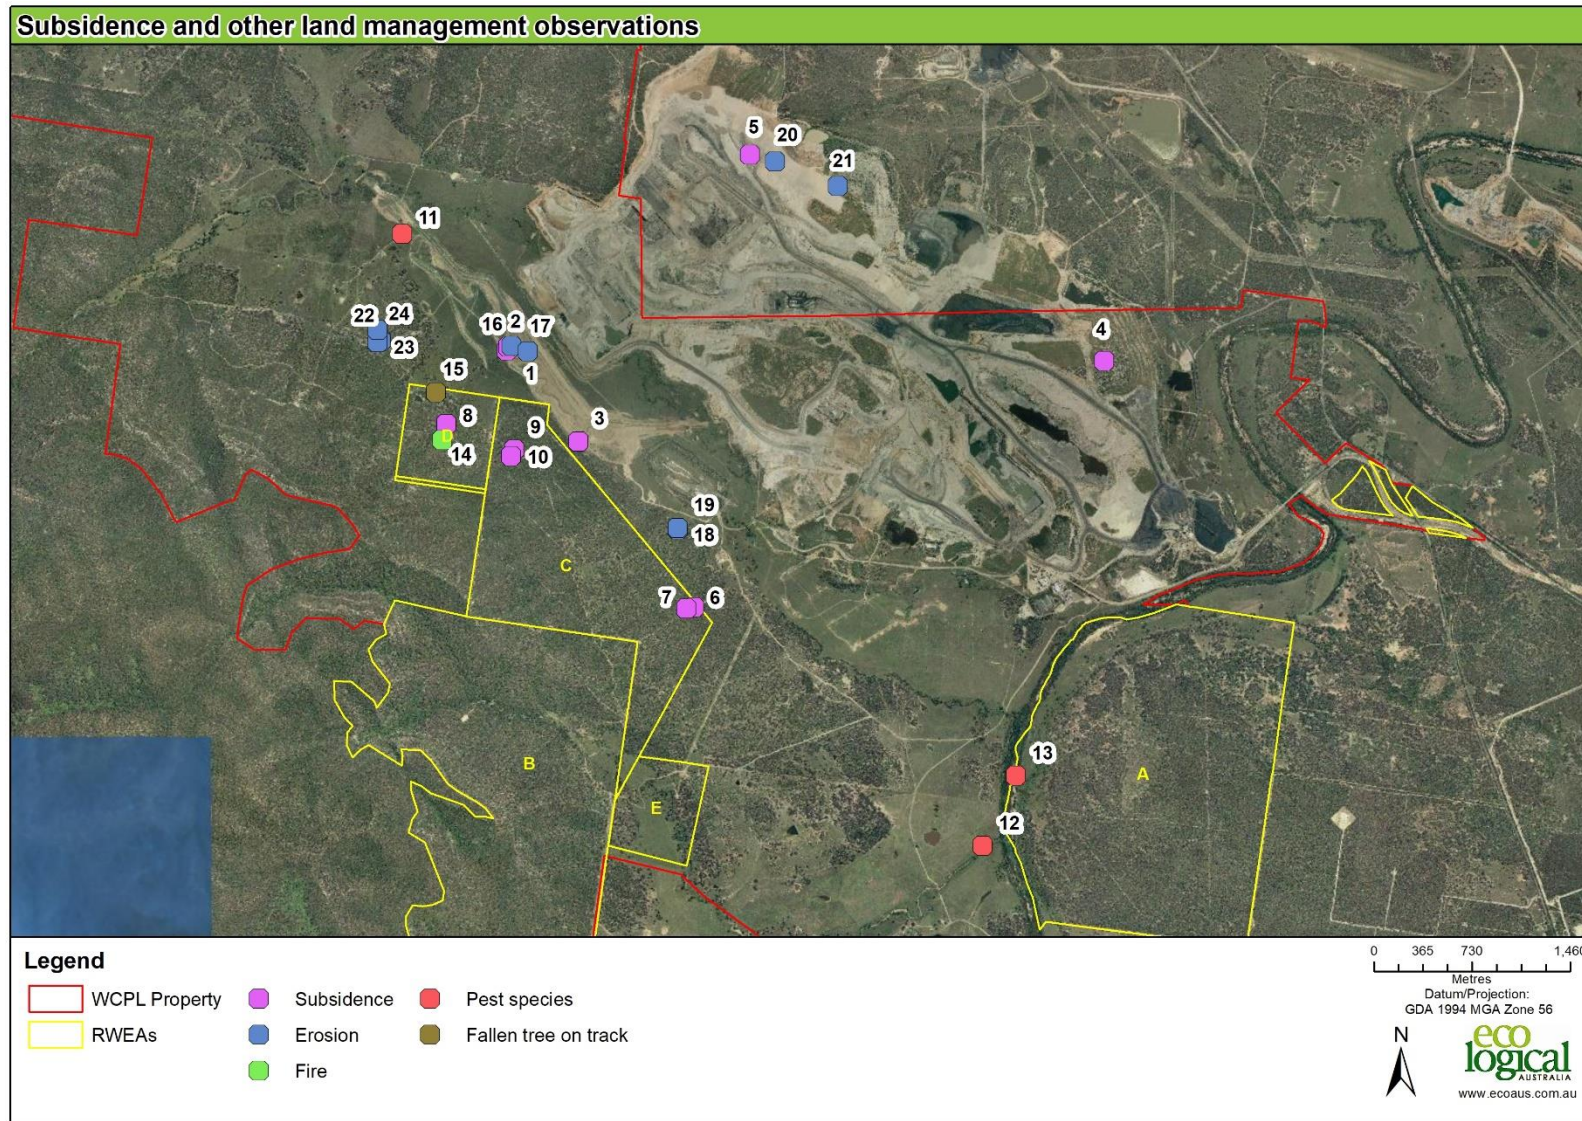 Subsidence and other land management observations
5
20
21
11
22
24
23
16
2
17
1
4
15
8
D
14
9
10
3
19
18
C
7
6
B
E
13
A
12
Legend
WCPL Property
Subsidence
Pest species
RWEAs
Erosion
Fallen tree on track
Fire
0 365 730 1,460
Metres
Datum/Projection:
GDA 1994 MGA Zone 56
N
eco
logical
AUSTRALIA
www.ecoaus.com.au